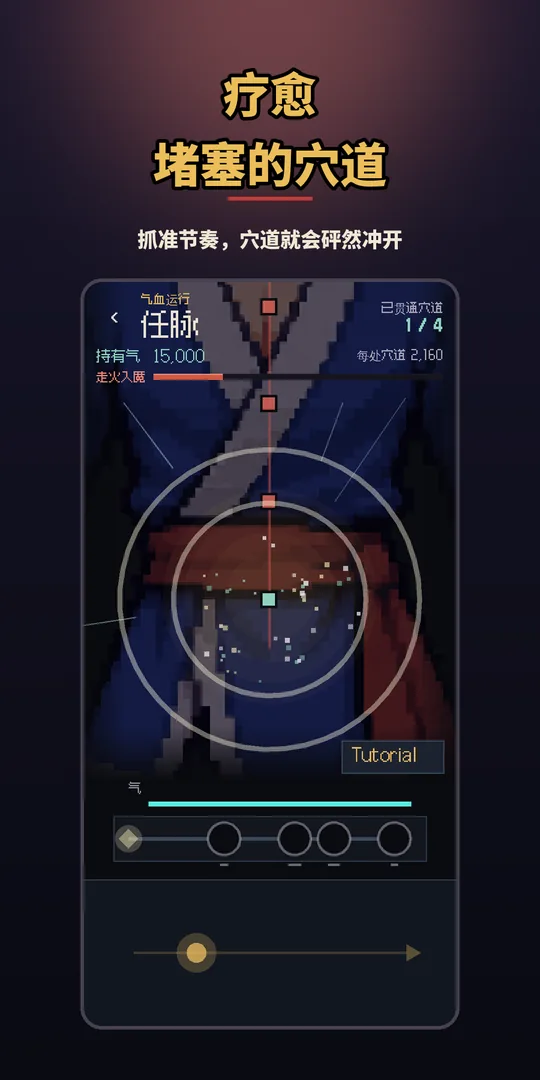 疗愈
堵塞的穴道
抓准节奏，穴道就会砰然冲开
气血运行
任脉
已贯通穴道
1 / 4
持有气 15,000
每处穴道 2,160
走火入魔
Tutorial
气